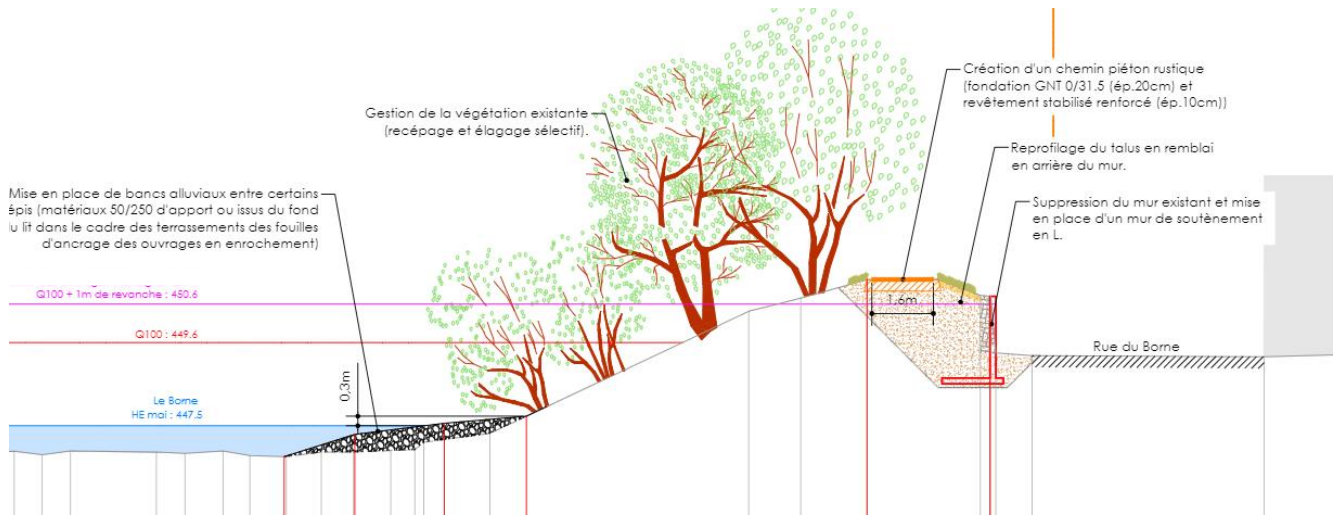 Création d'un chemin piéton rustique
(fondation GNT 0/31.5 (ép.20cm) et
revêtement stabilisé renforcé (ép.10cm))
Gestion de la végétation existante
(recépage et élagage sélectif).
Reprofilage du talus en remblai
en arrière du mur.
Mise en place de bancs alluviaux entre certains
épis (matériaux 50/250 d'apport ou issus du fond
du lit dans le cadre des terrassements des fouilles
d'ancrage des ouvrages en enrochement)
Suppression du mur existant et mise
en place d'un mur de soutènement
en L.
Q100 + 1m de revanche : 450.6
1,6m
Q100 : 449.6
Rue du Borne
0,3m
Le Borne
HE mai : 447.5